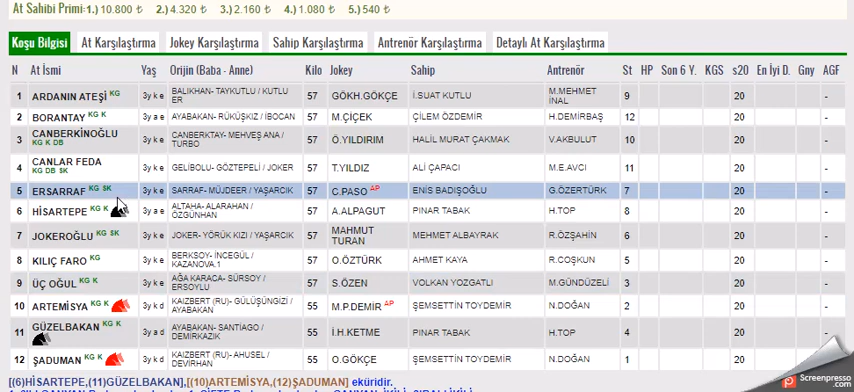 At Sahibi Primi:1.) 10.800 ₺ 2.) 4.320 ₺ 3.) 2.160 ₺ 4.) 1.080 ₺ 5.) 540 ₺
Koşu Bilgisi At Karşılaştırma Jokey Karşılaştırma Sahip Karşılaştırma Antrenör Karşılaştırma Detaylı At Karşılaştırma
N At İsmi Yaş Orijin (Baba - Anne) Kilo Jokey Sahip Antrenör St HP Son 6 Y. KGS s20 En İyi D. Gny AGF
1 ARDANIN ATEŞİ KG 3y k e BALIKHAN- TAYKUTLU / KUTLU ER 57 GÖKH.GÖKÇE İ.SUAT KUTLU M.MEHMET İNAL 9 20 -
2 BORANTAY KG K 3y a e AYABAKAN- RÜKÜŞKIZ / İBOCAN 57 M.ÇİÇEK ÇİLEM ÖZDEMİR H.DEMİRBAŞ 12 20 -
3 CANBERKİNOĞLU KG K DB 3y k e CANBERKTAY- MEHVEŞ ANA / TURBO 57 Ö.YILDIRIM HALİL MURAT ÇAKMAK V.AKBULUT 10 20 -
4 CANLAR FEDA KG DB SK 3y k e GELİBOLU- GÖZTEPELİ / JOKER 57 T.YILDIZ ALİ ÇAPACI M.E.AVCI 11 20 -
5 ERSARRAF KG SK 3y k e SARRAF- MÜJDEER / YAŞARCIK 57 C.PASO AP ENİS BADIŞOĞLU G.ÖZERTÜRK 7 20 -
6 HİSARTEPE KG K 3y a e ALTAHA- ALARAHAN / ÖZGÜNHAN 57 A.ALPAGUT PINAR TABAK H.TOP 8 20 -
7 JOKEROĞLU KG SK 3y k e JOKER- YÖRÜK KIZI / YAŞARCIK 57 MAHMUT TURAN MEHMET ALBAYRAK R.ÖZŞAHİN 6 20 -
8 KILIÇ FARO KG 3y k e BERKSOY- İNCEGÜL / KAZANOVA.1 57 O.ÖZTÜRK AHMET KAYA R.COŞKUN 5 20 -
9 ÜÇ OĞUL KG K 3y k e AĞA KARACA- SÜRSOY / ERSOYLU 57 S.ÖZEN VOLKAN YOZGATLI M.GÜNDÜZELİ 3 20 -
10 ARTEMİSYA KG K 3y k d KAIZBERT (RU)- GÜLÜŞÜNGİZİ / AYABAKAN 55 M.P.DEMİR AP ŞEMSETTİN TOYDEMİR N.DOĞAN 2 20 -
11 GÜZELBAKAN KG K 3y a d AYABAKAN- SANTIAGO / DEMİRKAZIK 55 İ.H.KETME PINAR TABAK H.TOP 4 20 -
12 ŞADUMAN KG K 3y k d KAIZBERT (RU)- AHUSEL / DEVİRHAN 55 O.GÖKÇE ŞEMSETTİN TOYDEMİR N.DOĞAN 1 20
[(6)HİSARTEPE,(11)GÜZELBAKAN],[(10)ARTEMİSYA,(12)ŞADUMAN] eküridir.
Screenpresso.com